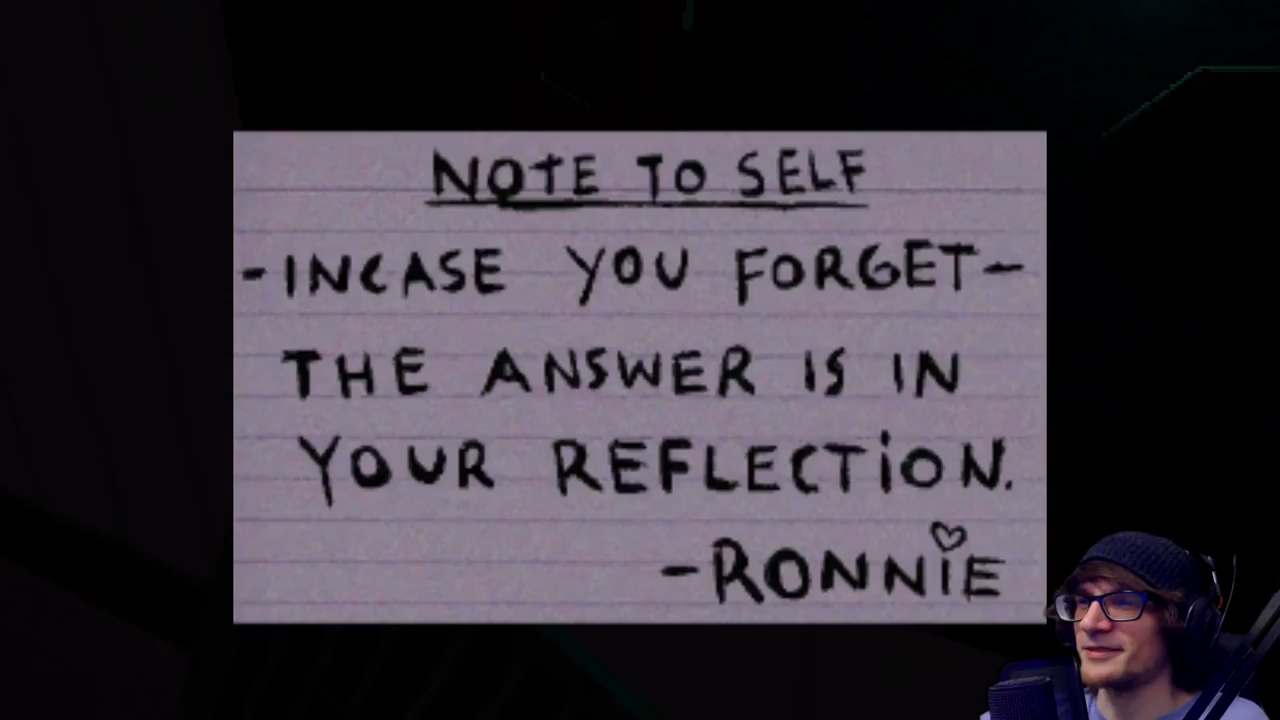 NOTE TO SELF
-INCASE YOU FORGET-
THE ANSWER IS IN
YOUR REFLECTION.
-RONNiE